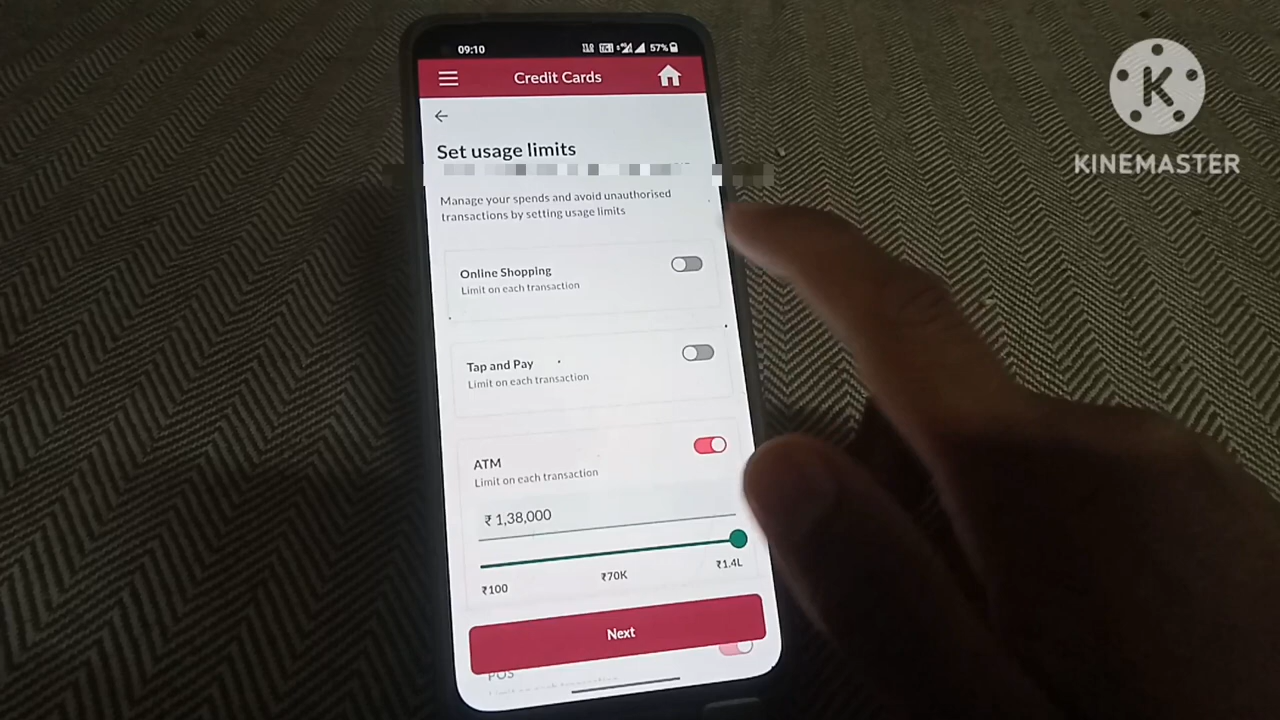 09:10
57%
Credit Cards
Set usage limits
Manage your spends and avoid unauthorised
transactions by setting usage limits
Online Shopping
Limit on each transaction
Tap and Pay
Limit on each transaction
ATM
Limit on each transaction
₹ 1,38,000
₹100
₹70K
₹1.4L
Next
POS
K
KINEMASTER